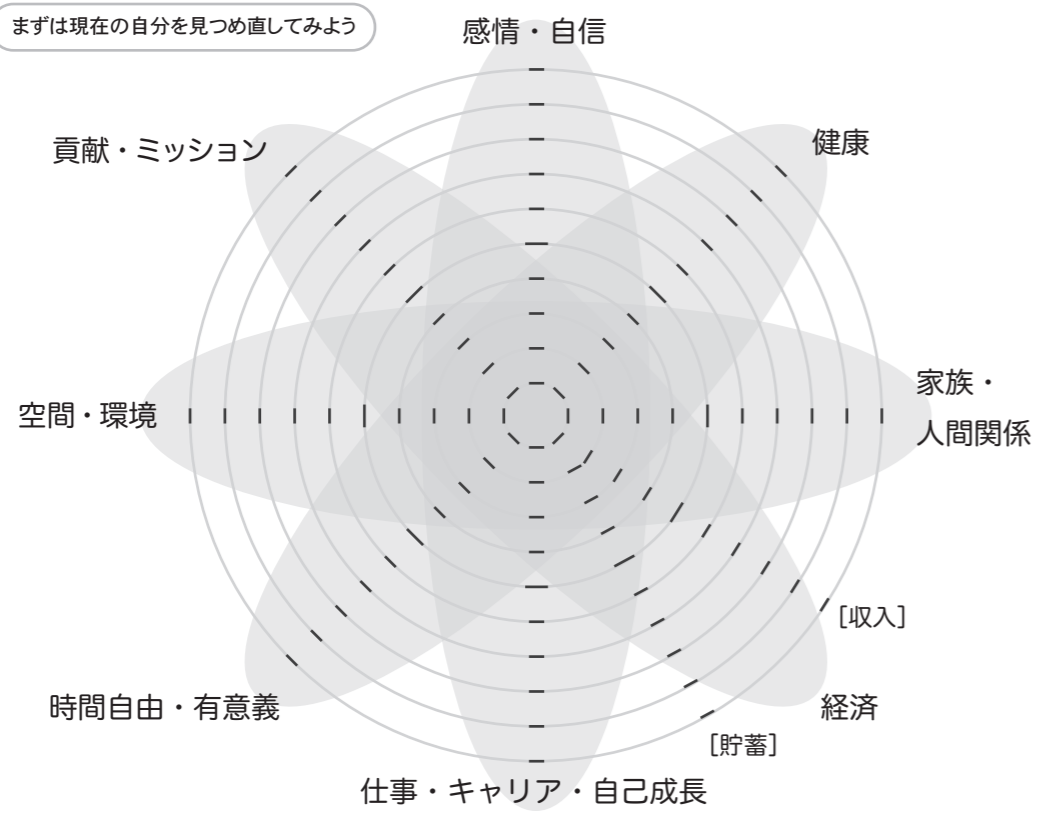 まずは現在の自分を見つめ直してみよう
感情・自信
健康
貢献・ミッション
家族・
人間関係
空間・環境
[収入]
経済
時間自由・有意義
[貯蓄]
仕事・キャリア・自己成長